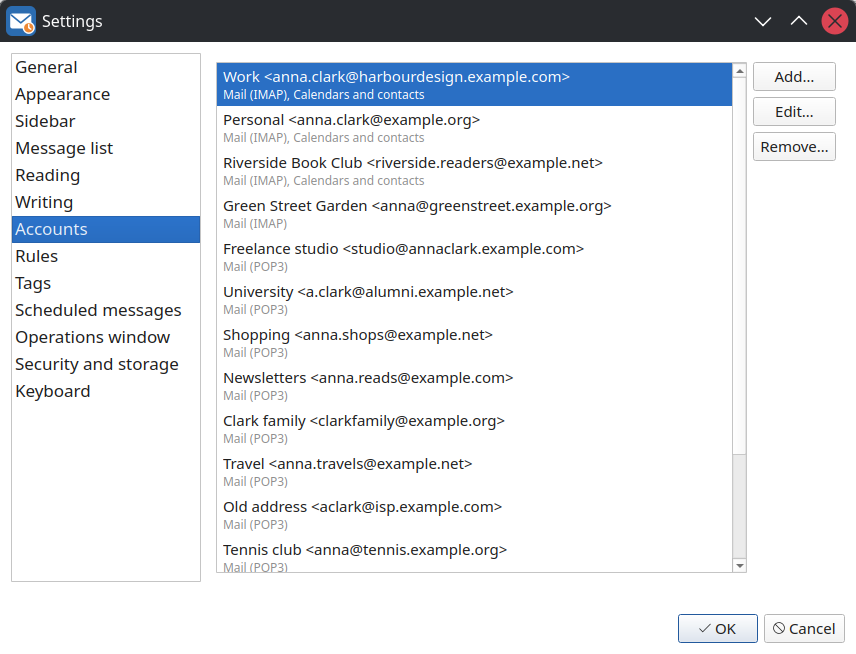 Settings
General
Appearance
Sidebar
Message list
Reading
Writing
Accounts
Rules
Tags
Scheduled messages
Operations window
Security and storage
Keyboard
Work <anna.clark@harbourdesign.example.com>
Mail (IMAP), Calendars and contacts
Personal <anna.clark@example.org>
Mail (IMAP), Calendars and contacts
Riverside Book Club <riverside.readers@example.net>
Mail (IMAP), Calendars and contacts
Green Street Garden <anna@greenstreet.example.org>
Mail (IMAP)
Freelance studio <studio@annaclark.example.com>
Mail (POP3)
University <a.clark@alumni.example.net>
Mail (POP3)
Shopping <anna.shops@example.net>
Mail (POP3)
Newsletters <anna.reads@example.com>
Mail (POP3)
Clark family <clarkfamily@example.org>
Mail (POP3)
Travel <anna.travels@example.net>
Mail (POP3)
Old address <aclark@isp.example.com>
Mail (POP3)
Tennis club <anna@tennis.example.org>
Mail (POP3)
Add...
Edit...
Remove...
OK
Cancel